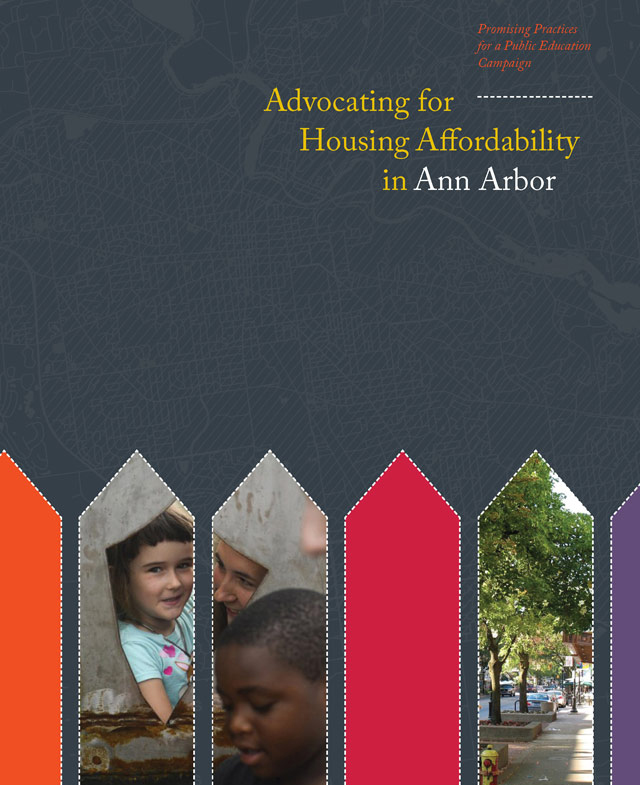 Promising Practices
for a Public Education
Campaign
Advocating for
Housing Affordability
in Ann Arbor